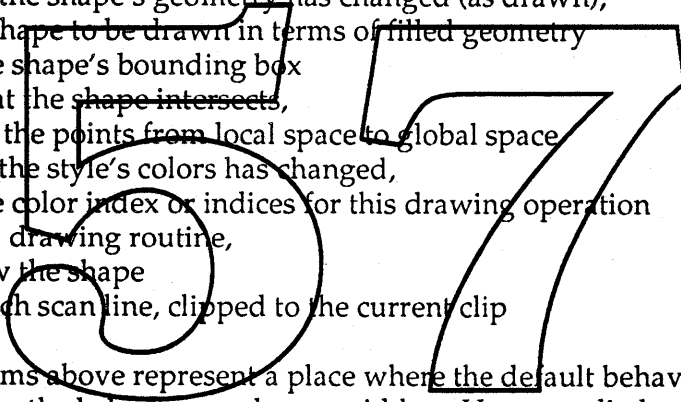 the shape's geometry has changed (as drawn),
shape to be drawn in terms of filled geometry
shape's bounding box
at the shape intersects,
the points from local space to global space
the style's colors has changed,
color index or indices for this drawing operation
drawing routine,
the shape
scan line, clipped to the current clip
above represent a place where the default
57